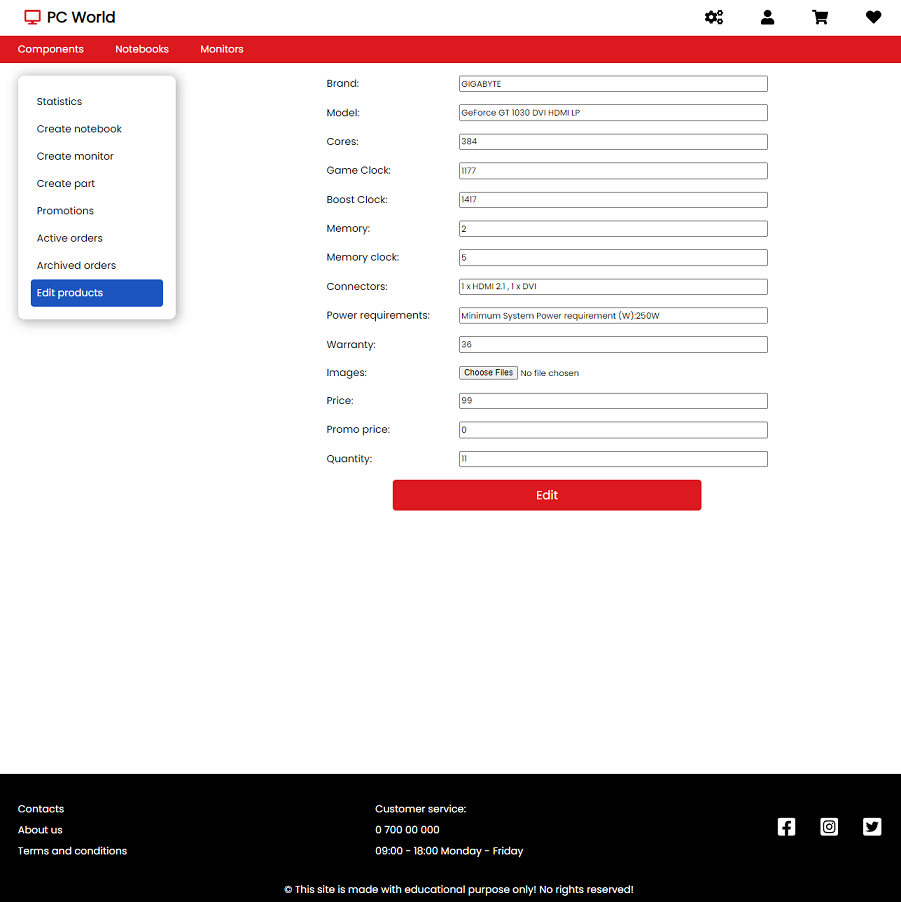 PC World
Components Notebooks Monitors
Statistics
Create notebook
Create monitor
Create part
Promotions
Active orders
Archived orders
Edit products
Brand: GIGABYTE
Model: GeForce GT 1030 DVI HDMI LP
Cores: 384
Game Clock: 1177
Boost Clock: 1417
Memory: 2
Memory clock: 5
Connectors: 1 x HDMI 2.1 , 1 x DVI
Power requirements: Minimum System Power requirement (W):250W
Warranty: 36
Images: Choose Files No file chosen
Price: 99
Promo price: 0
Quantity: 11
Edit
Contacts
About us
Terms and conditions
Customer service:
0 700 00 000
09:00 - 18:00 Monday - Friday
© This site is made with educational purpose only! No rights reserved!